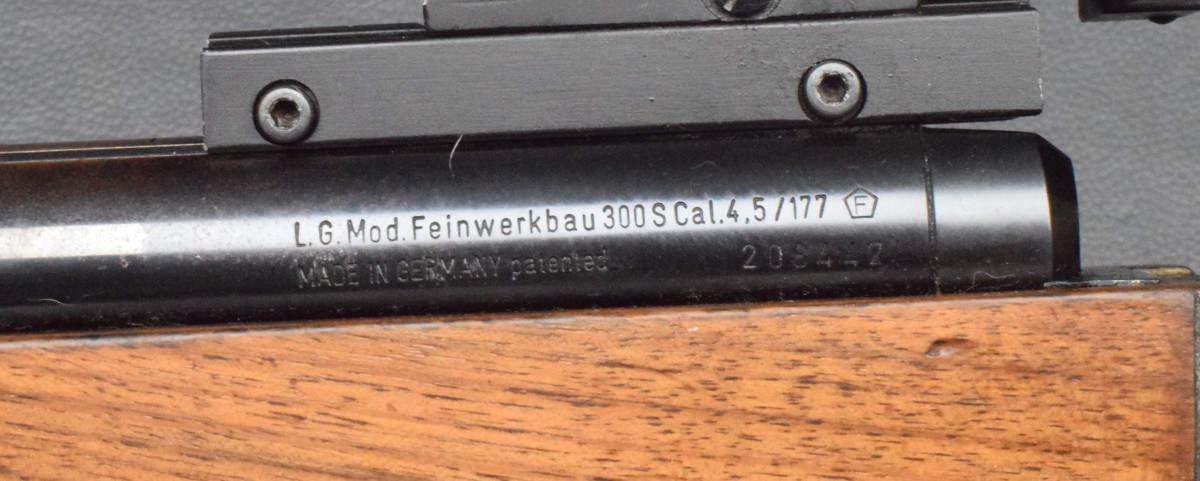 L.G. Mod. Feinwerkbau 300 S Cal. 4,5/177 F
MADE IN GERMANY patented 208442